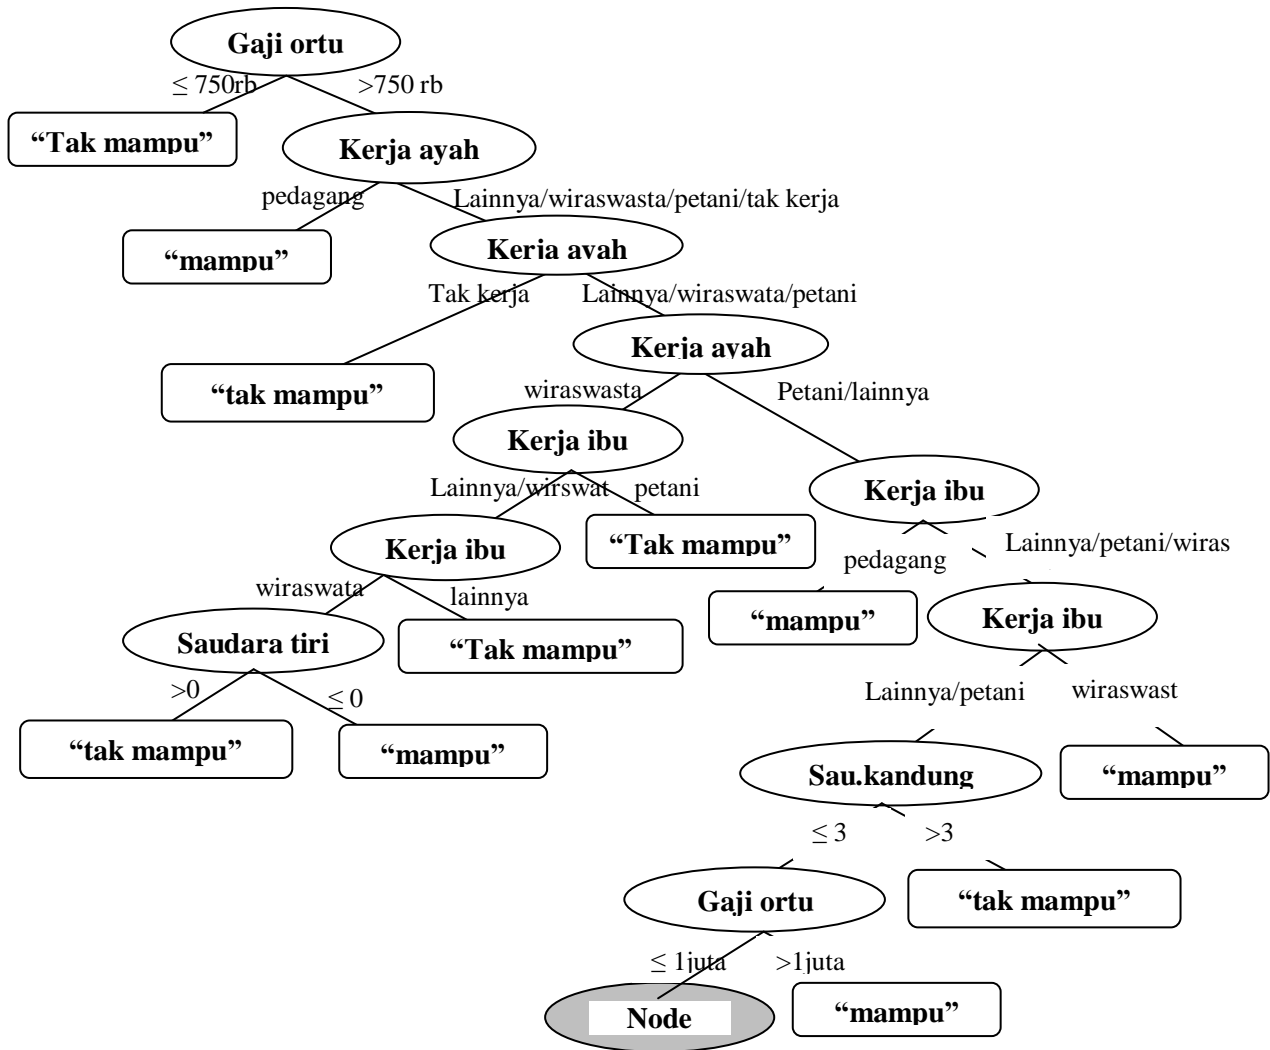 Gaji ortu
≤ 750rb >750 rb
“Tak mampu”
Kerja ayah
pedagang Lainnya/wiraswasta/petani/tak kerja
“mampu”
Kerja ayah
Tak kerja Lainnya/wiraswata/petani
Kerja ayah
“tak mampu”
wiraswasta Petani/lainnya
Kerja ibu
Lainnya/wirswat petani
Kerja ibu
Kerja ibu
“Tak mampu”
pedagang Lainnya/petani/wiras
wiraswata lainnya
“mampu”
Kerja ibu
Saudara tiri
“Tak mampu”
>0 ≤ 0
Lainnya/petani wiraswast
“tak mampu”
“mampu”
Sau.kandung
“mampu”
≤ 3 >3
Gaji ortu
“tak mampu”
≤ 1juta >1juta
Node
“mampu”